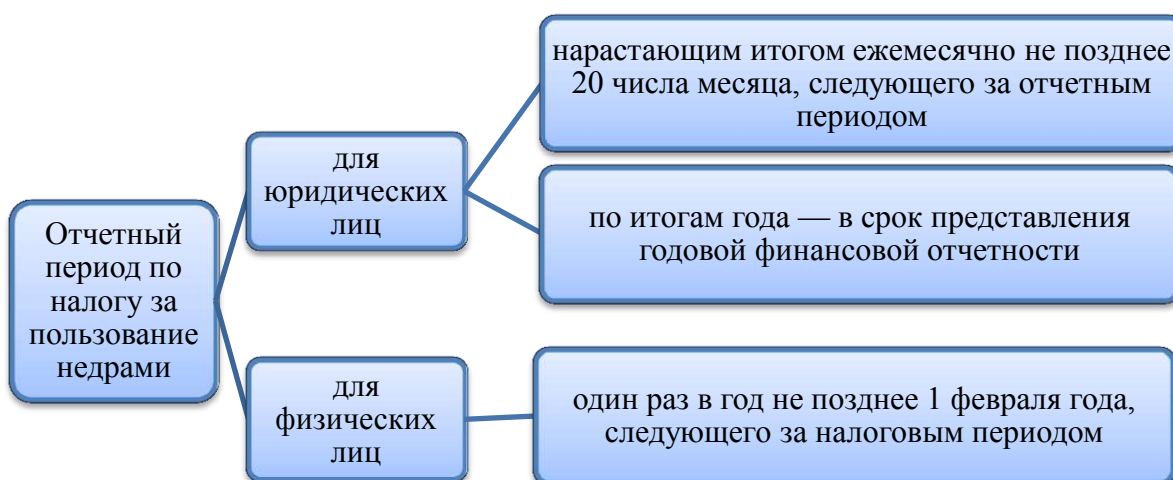 Отчетный
период по
налогу за
пользование
недрами
для
юридических
лиц
нарастающим итогом ежемесячно не позднее
20 числа месяца, следующего за отчетным
периодом
по итогам года — в срок представления
годовой финансовой отчетности
для
физических
лиц
один раз в год не позднее 1 февраля года,
следующего за налоговым периодом